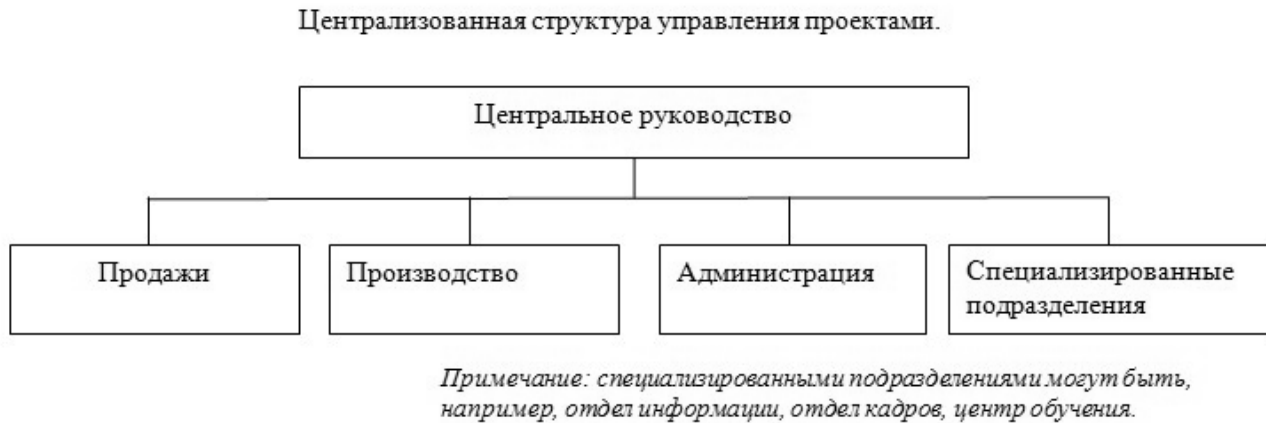 Централизованная структура управления проектами.
Центральное руководство
Продажи
Производство
Администрация
Специализированные
подразделения
Примечание: специализированными подразделениями могут быть,
например, отдел информации, отдел кадров, центр обучения.